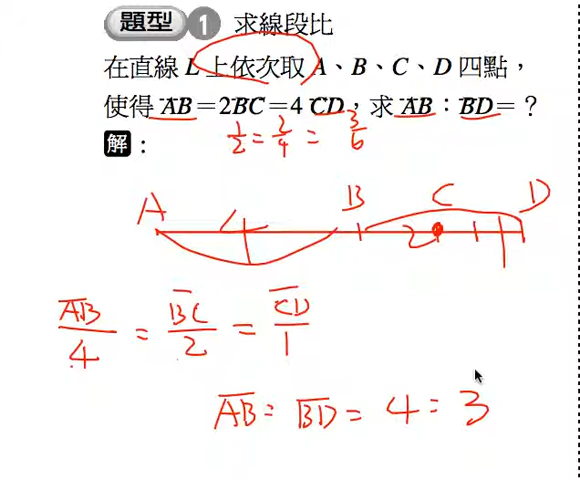 題型 1 求線段比
在直線 L 上依次取 A、B、C、D 四點，
使得 AB＝2BC＝4 CD，求 AB：BD＝？
解：
1/2 = 2/4 = 3/6
A B C D
4 2 1
AB/4 = BC/2 = CD/1
AB : BD = 4 : 3